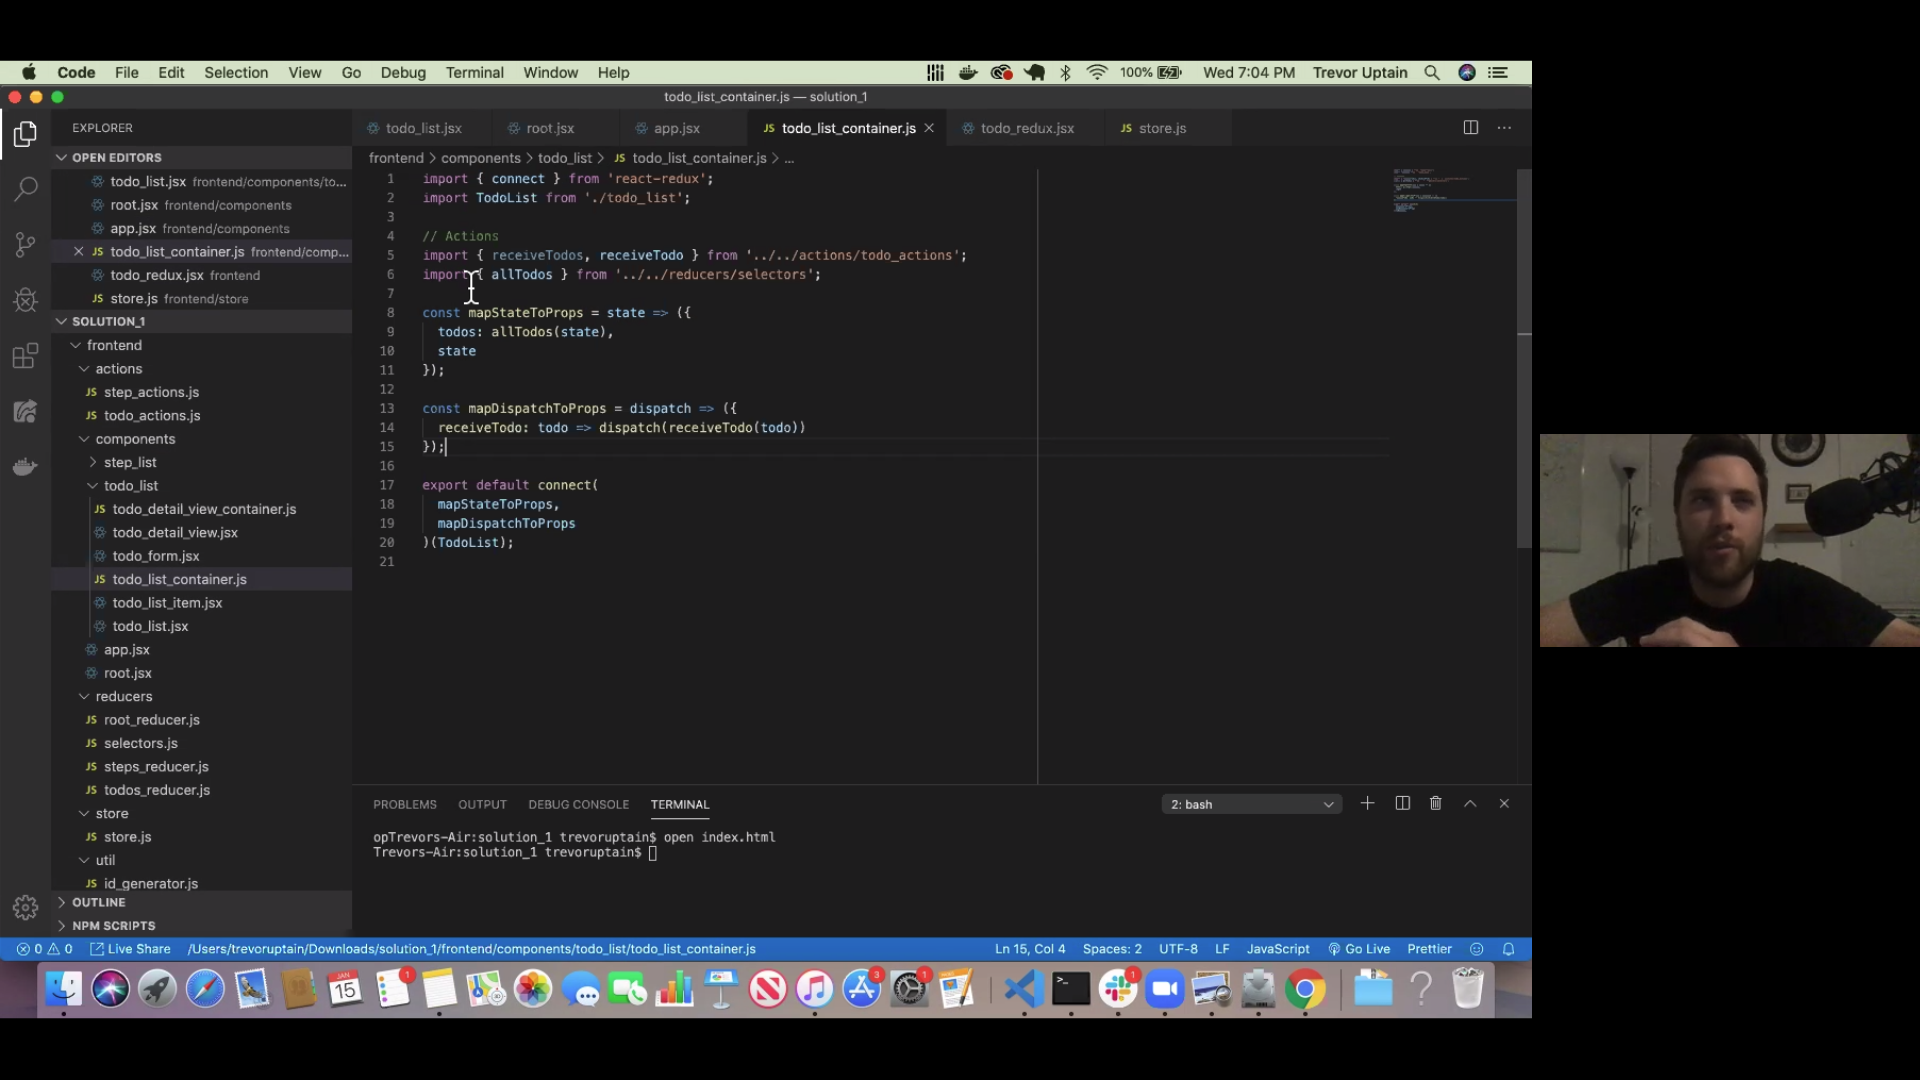 Code File Edit Selection View Go Debug Terminal Window Help 100% Wed 7:04 PM Trevor Uptain
todo_list_container.js — solution_1
EXPLORER
OPEN EDITORS
todo_list.jsx frontend/components/to...
root.jsx frontend/components
app.jsx frontend/components
JS todo_list_container.js frontend/comp...
todo_redux.jsx frontend
JS store.js frontend/store
SOLUTION_1
frontend
actions
JS step_actions.js
JS todo_actions.js
components
step_list
todo_list
JS todo_detail_view_container.js
todo_detail_view.jsx
todo_form.jsx
JS todo_list_container.js
todo_list_item.jsx
todo_list.jsx
app.jsx
root.jsx
reducers
JS root_reducer.js
JS selectors.js
JS steps_reducer.js
JS todos_reducer.js
store
JS store.js
util
JS id_generator.js
OUTLINE
NPM SCRIPTS
todo_list.jsx root.jsx app.jsx JS todo_list_container.js todo_redux.jsx JS store.js
frontend > components > todo_list > JS todo_list_container.js > ...
1 import { connect } from 'react-redux';
2 import TodoList from './todo_list';
3
4 // Actions
5 import { receiveTodos, receiveTodo } from '../../actions/todo_actions';
6 import { allTodos } from '../../reducers/selectors';
7
8 const mapStateToProps = state => ({
9 todos: allTodos(state),
10 state
11 });
12
13 const mapDispatchToProps = dispatch => ({
14 receiveTodo: todo => dispatch(receiveTodo(todo))
15 });
16
17 export default connect(
18 mapStateToProps,
19 mapDispatchToProps
20 )(TodoList);
21
PROBLEMS OUTPUT DEBUG CONSOLE TERMINAL 2: bash
opTrevors-Air:solution_1 trevoruptain$ open index.html
Trevors-Air:solution_1 trevoruptain$
0 0 Live Share /Users/trevoruptain/Downloads/solution_1/frontend/components/todo_list/todo_list_container.js Ln 15, Col 4 Spaces: 2 UTF-8 LF JavaScript Go Live Prettier
JAN 15 1 1 3 1